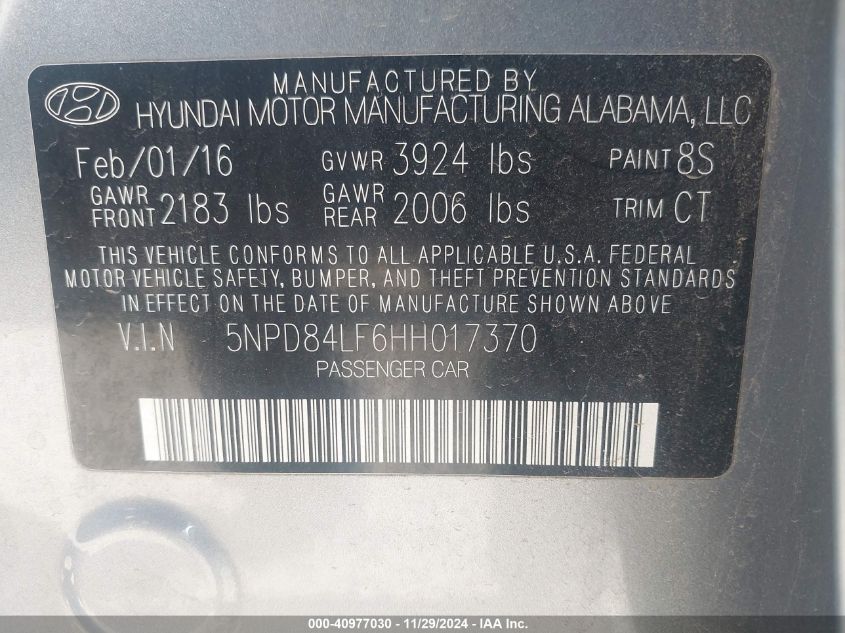 MANUFACTURED BY
HYUNDAI MOTOR MANUFACTURING ALABAMA, LLC
Feb/01/16 GVWR 3924 lbs PAINT 8S
GAWR FRONT 2183 lbs GAWR REAR 2006 lbs TRIM CT
THIS VEHICLE CONFORMS TO ALL APPLICABLE U.S.A. FEDERAL
MOTOR VEHICLE SAFETY, BUMPER, AND THEFT PREVENTION STANDARDS
IN EFFECT ON THE DATE OF MANUFACTURE SHOWN ABOVE
V.I.N 5NPD84LF6HH017370
PASSENGER CAR
000-40977030 - 11/29/2024 - IAA Inc.